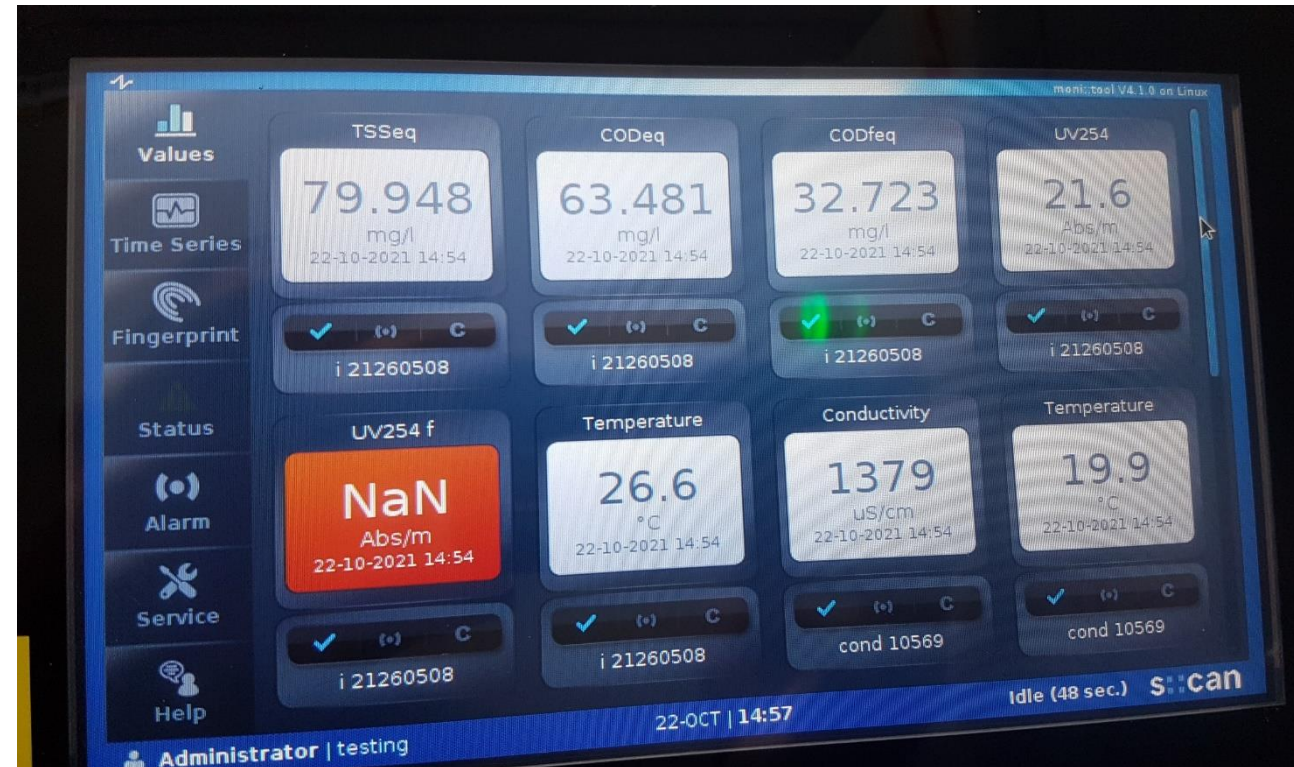 moni::tool V4.1.0 on Linux
Values
Time Series
Fingerprint
Status
Alarm
Service
Help
TSSeq
79.948
mg/l
22-10-2021 14:54
C
i 21260508
CODeq
63.481
mg/l
22-10-2021 14:54
C
i 21260508
CODfeq
32.723
mg/l
22-10-2021 14:54
C
i 21260508
UV254
21.6
Abs/m
22-10-2021 14:54
C
i 21260508
UV254 f
NaN
Abs/m
22-10-2021 14:54
C
i 21260508
Temperature
26.6
°C
22-10-2021 14:54
C
i 21260508
Conductivity
1379
uS/cm
22-10-2021 14:54
C
cond 10569
Temperature
19.9
C
22-10-2021 14:54
C
cond 10569
Administrator | testing
22-OCT | 14:57
Idle (48 sec.)
s::can